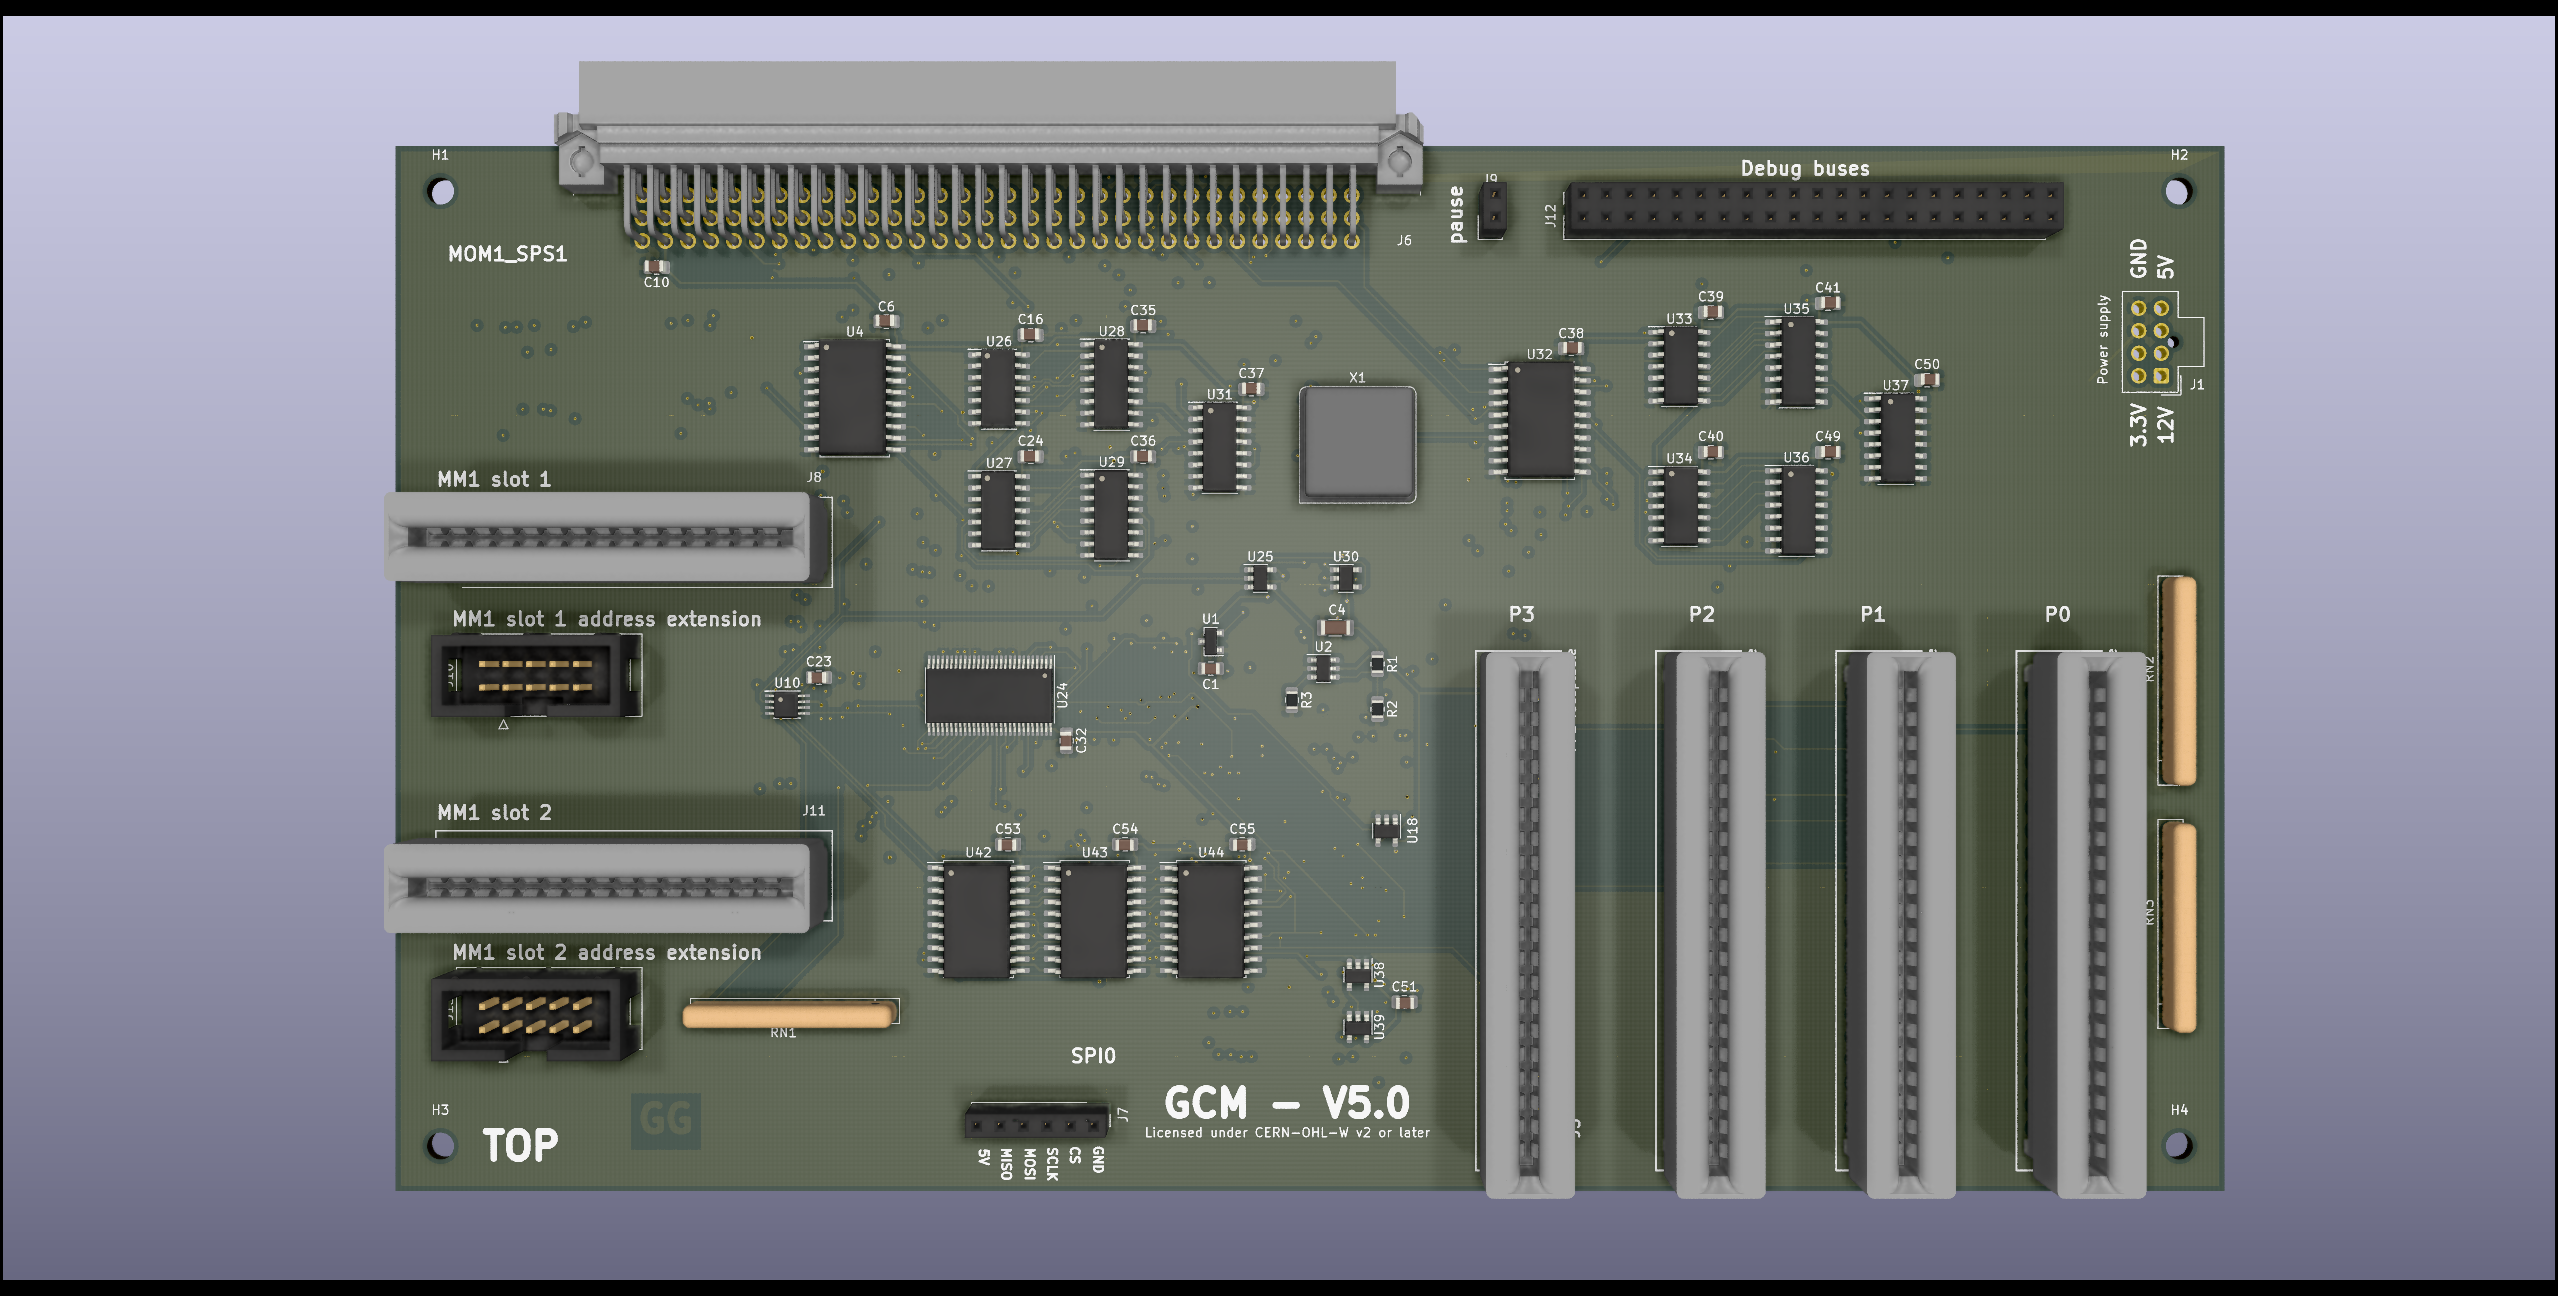 H1
H2
Debug buses
J9
pause
J12
J6
MOM1_SPS1
C10
GND
5V
Power supply
J1
3.3V
12V
C6
U4
C16
U26
C35
U28
C24
U27
C36
U29
C37
U31
X1
C38
U32
C39
U33
C41
U35
C50
U37
C40
U34
C49
U36
MM1 slot 1
J8
MM1 slot 1 address extension
U25
U30
U1
C4
U2
C1
R1
R2
R3
C23
U10
U24
C32
P3
P2
P1
P0
RN2
RN3
MM1 slot 2
J11
MM1 slot 2 address extension
C53
U42
C54
U43
C55
U44
U18
U38
C51
U39
RN1
SPI0
GCM - V5.0
Licensed under CERN-OHL-W v2 or later
J7
5V
MISO
MOSI
SCLK
CS
GND
H3
TOP
GG
H4